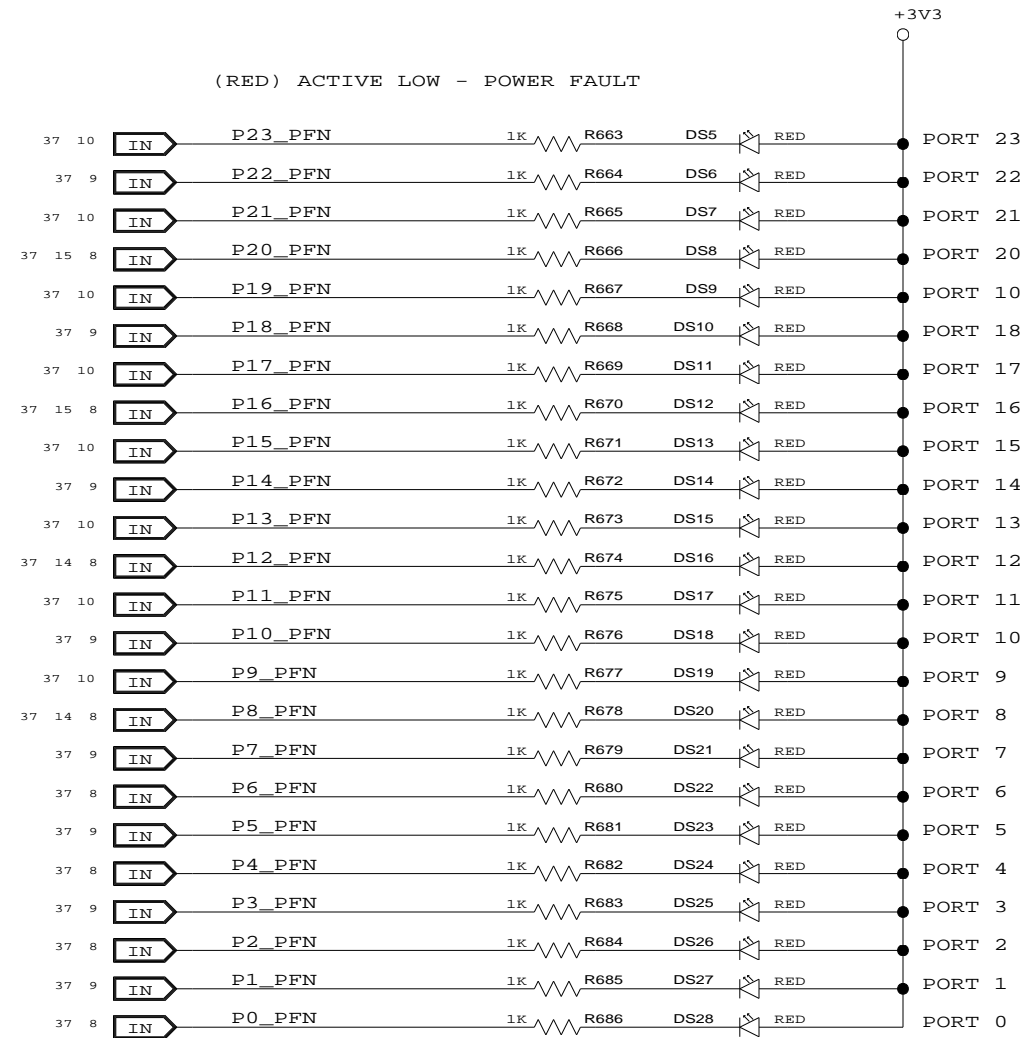 +3V3
(RED) ACTIVE LOW - POWER FAULT
37 10 IN P23_PFN 1K R663 DS5 RED PORT 23
37 9 IN P22_PFN 1K R664 DS6 RED PORT 22
37 10 IN P21_PFN 1K R665 DS7 RED PORT 21
37 15 8 IN P20_PFN 1K R666 DS8 RED PORT 20
37 10 IN P19_PFN 1K R667 DS9 RED PORT 10
37 9 IN P18_PFN 1K R668 DS10 RED PORT 18
37 10 IN P17_PFN 1K R669 DS11 RED PORT 17
37 15 8 IN P16_PFN 1K R670 DS12 RED PORT 16
37 10 IN P15_PFN 1K R671 DS13 RED PORT 15
37 9 IN P14_PFN 1K R672 DS14 RED PORT 14
37 10 IN P13_PFN 1K R673 DS15 RED PORT 13
37 14 8 IN P12_PFN 1K R674 DS16 RED PORT 12
37 10 IN P11_PFN 1K R675 DS17 RED PORT 11
37 9 IN P10_PFN 1K R676 DS18 RED PORT 10
37 10 IN P9_PFN 1K R677 DS19 RED PORT 9
37 14 8 IN P8_PFN 1K R678 DS20 RED PORT 8
37 9 IN P7_PFN 1K R679 DS21 RED PORT 7
37 8 IN P6_PFN 1K R680 DS22 RED PORT 6
37 9 IN P5_PFN 1K R681 DS23 RED PORT 5
37 8 IN P4_PFN 1K R682 DS24 RED PORT 4
37 9 IN P3_PFN 1K R683 DS25 RED PORT 3
37 8 IN P2_PFN 1K R684 DS26 RED PORT 2
37 9 IN P1_PFN 1K R685 DS27 RED PORT 1
37 8 IN P0_PFN 1K R686 DS28 RED PORT 0